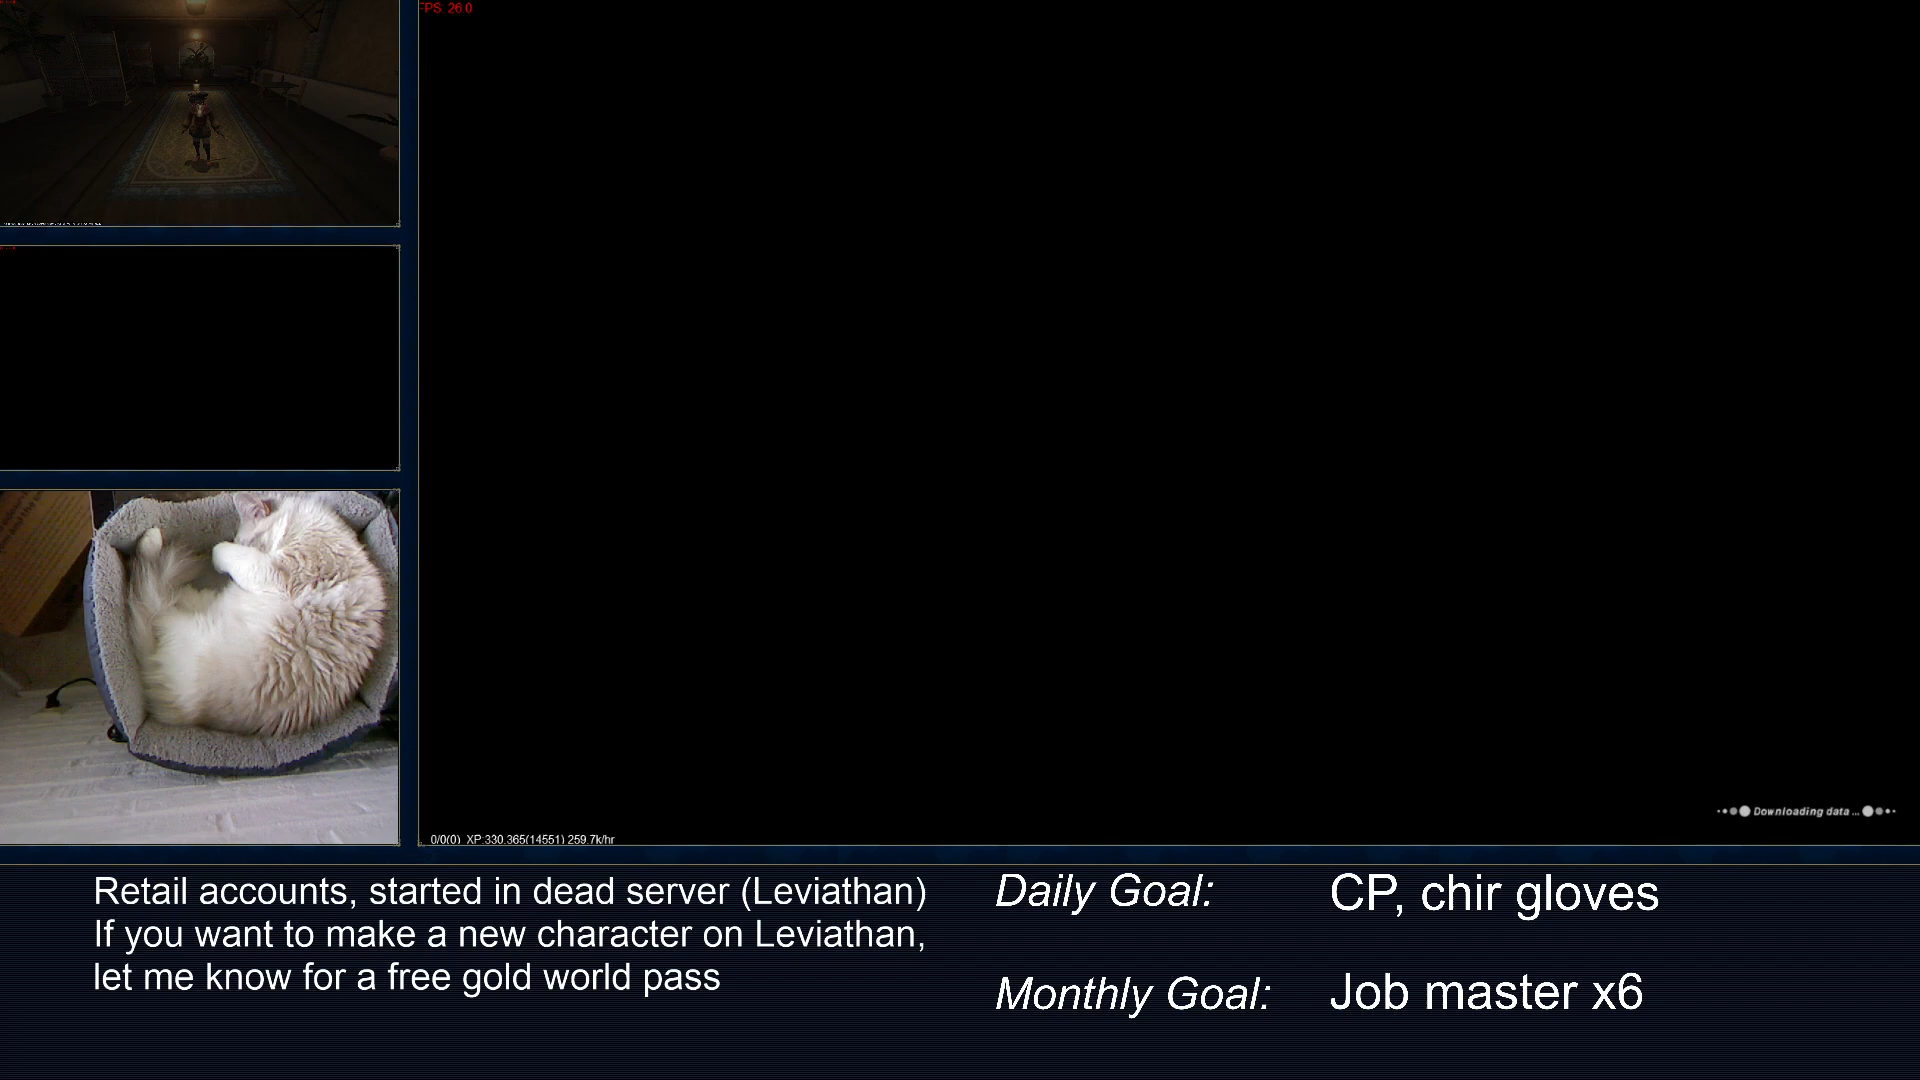 FPS: 26.0
Downloading data ...
0/0(0) XP:330.365(14551) 259.7k/hr
Retail accounts, started in dead server (Leviathan)
If you want to make a new character on Leviathan,
let me know for a free gold world pass
Daily Goal: CP, chir gloves
Monthly Goal: Job master x6